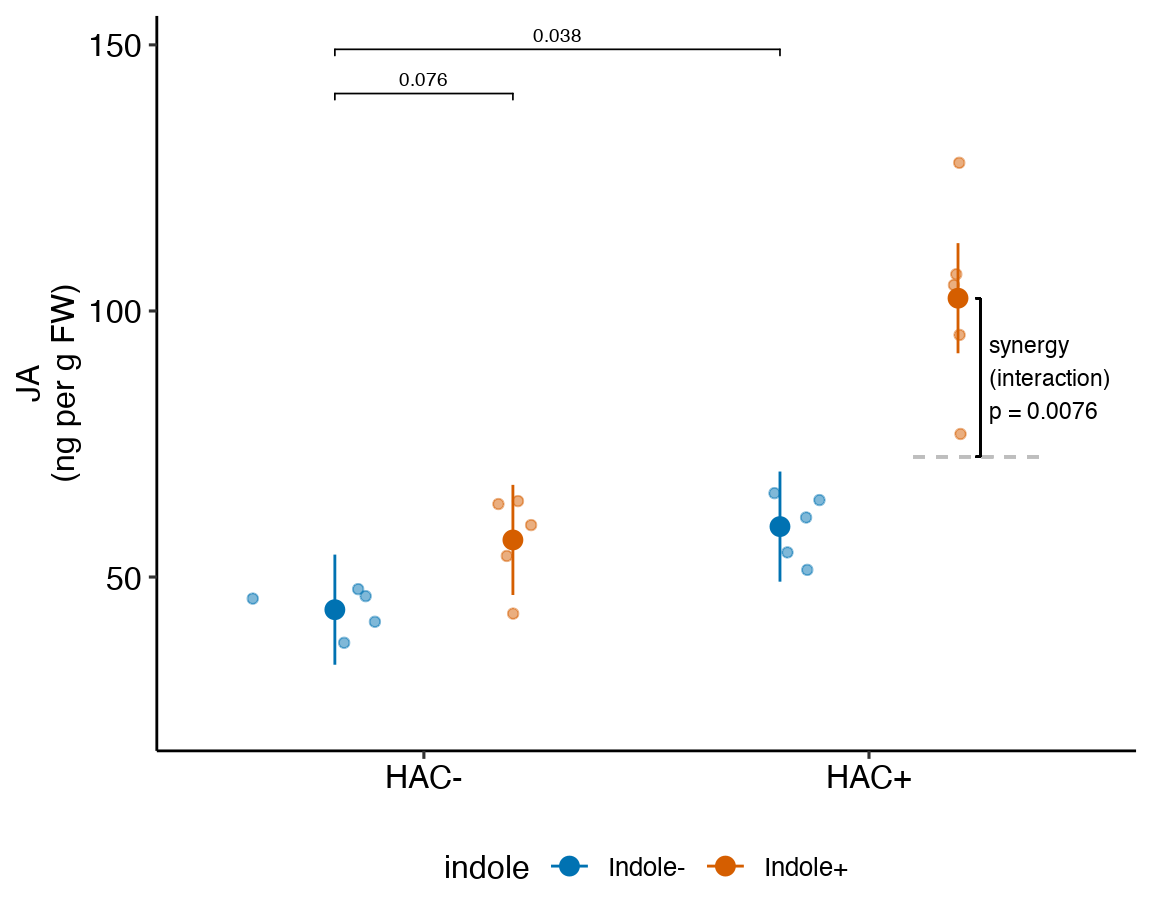 150
0.038
0.076
100
50
JA
(ng per g FW)
synergy
(interaction)
p = 0.0076
HAC-
HAC+
indole
Indole-
Indole+